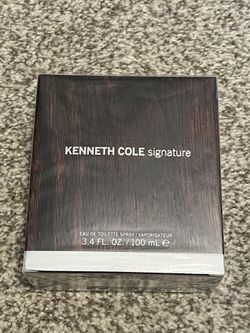 KENNETH COLE signature
EAU DE TOILETTE SPRAY / VAPORISATEUR
3.4 FL. OZ. / 100 mL ℮